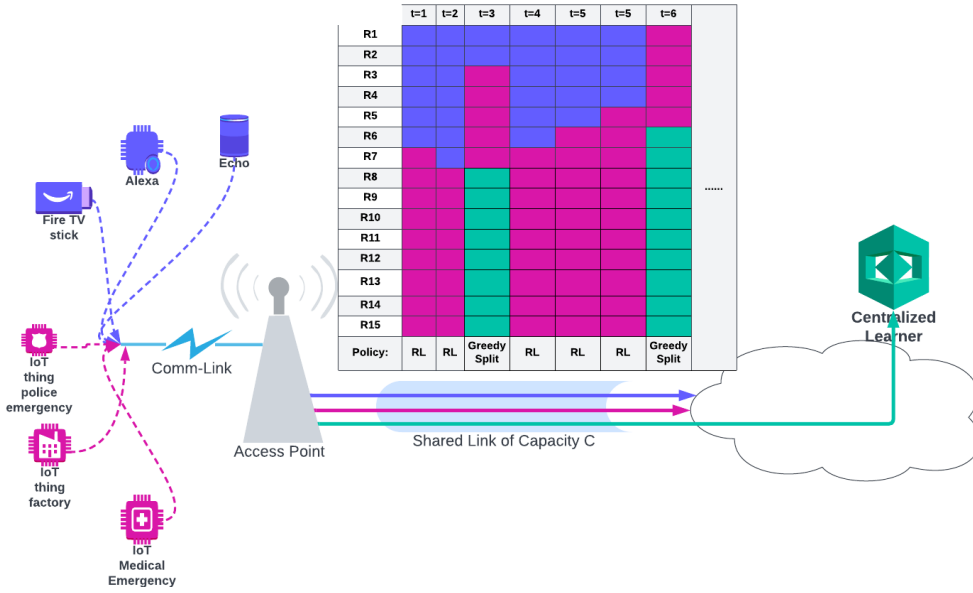 t=1 t=2 t=3 t=4 t=5 t=5 t=6
R1
R2
R3
R4
R5
R6
R7
R8
R9
R10
R11
R12
R13
R14
R15
......
Policy: RL RL Greedy Split RL RL RL Greedy Split
Echo
Alexa
Fire TV
stick
IoT
thing
police
emergency
Comm-Link
IoT
thing
factory
IoT
Medical
Emergency
Access Point
Shared Link of Capacity C
Centralized
Learner